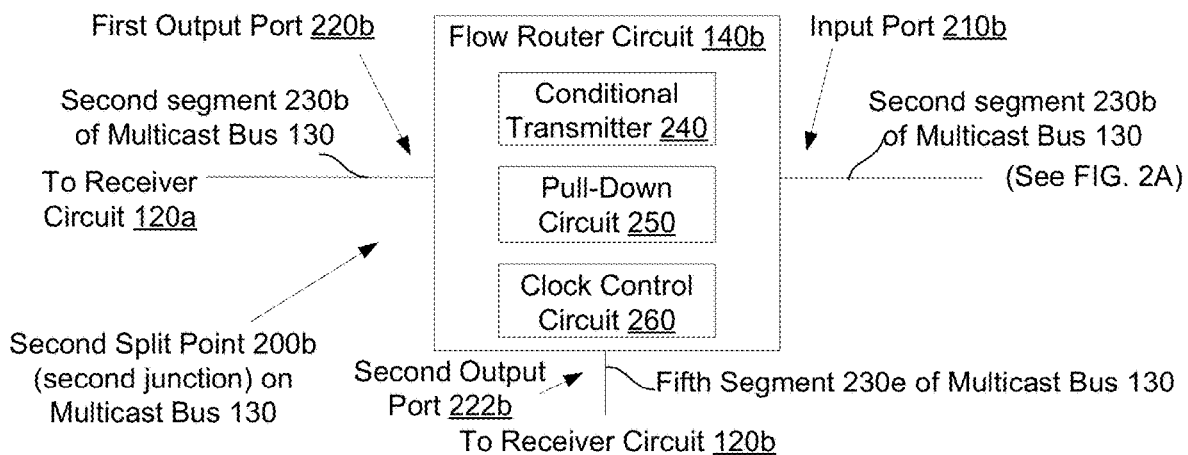 First Output Port 220b
Flow Router Circuit 140b
Input Port 210b
Second segment 230b
of Multicast Bus 130
Conditional
Transmitter 240
Second segment 230b
of Multicast Bus 130
(See FIG. 2A)
To Receiver
Circuit 120a
Pull-Down
Circuit 250
Clock Control
Circuit 260
Second Split Point 200b
(second junction) on
Multicast Bus 130
Second Output
Port 222b
Fifth Segment 230e of Multicast Bus 130
To Receiver Circuit 120b